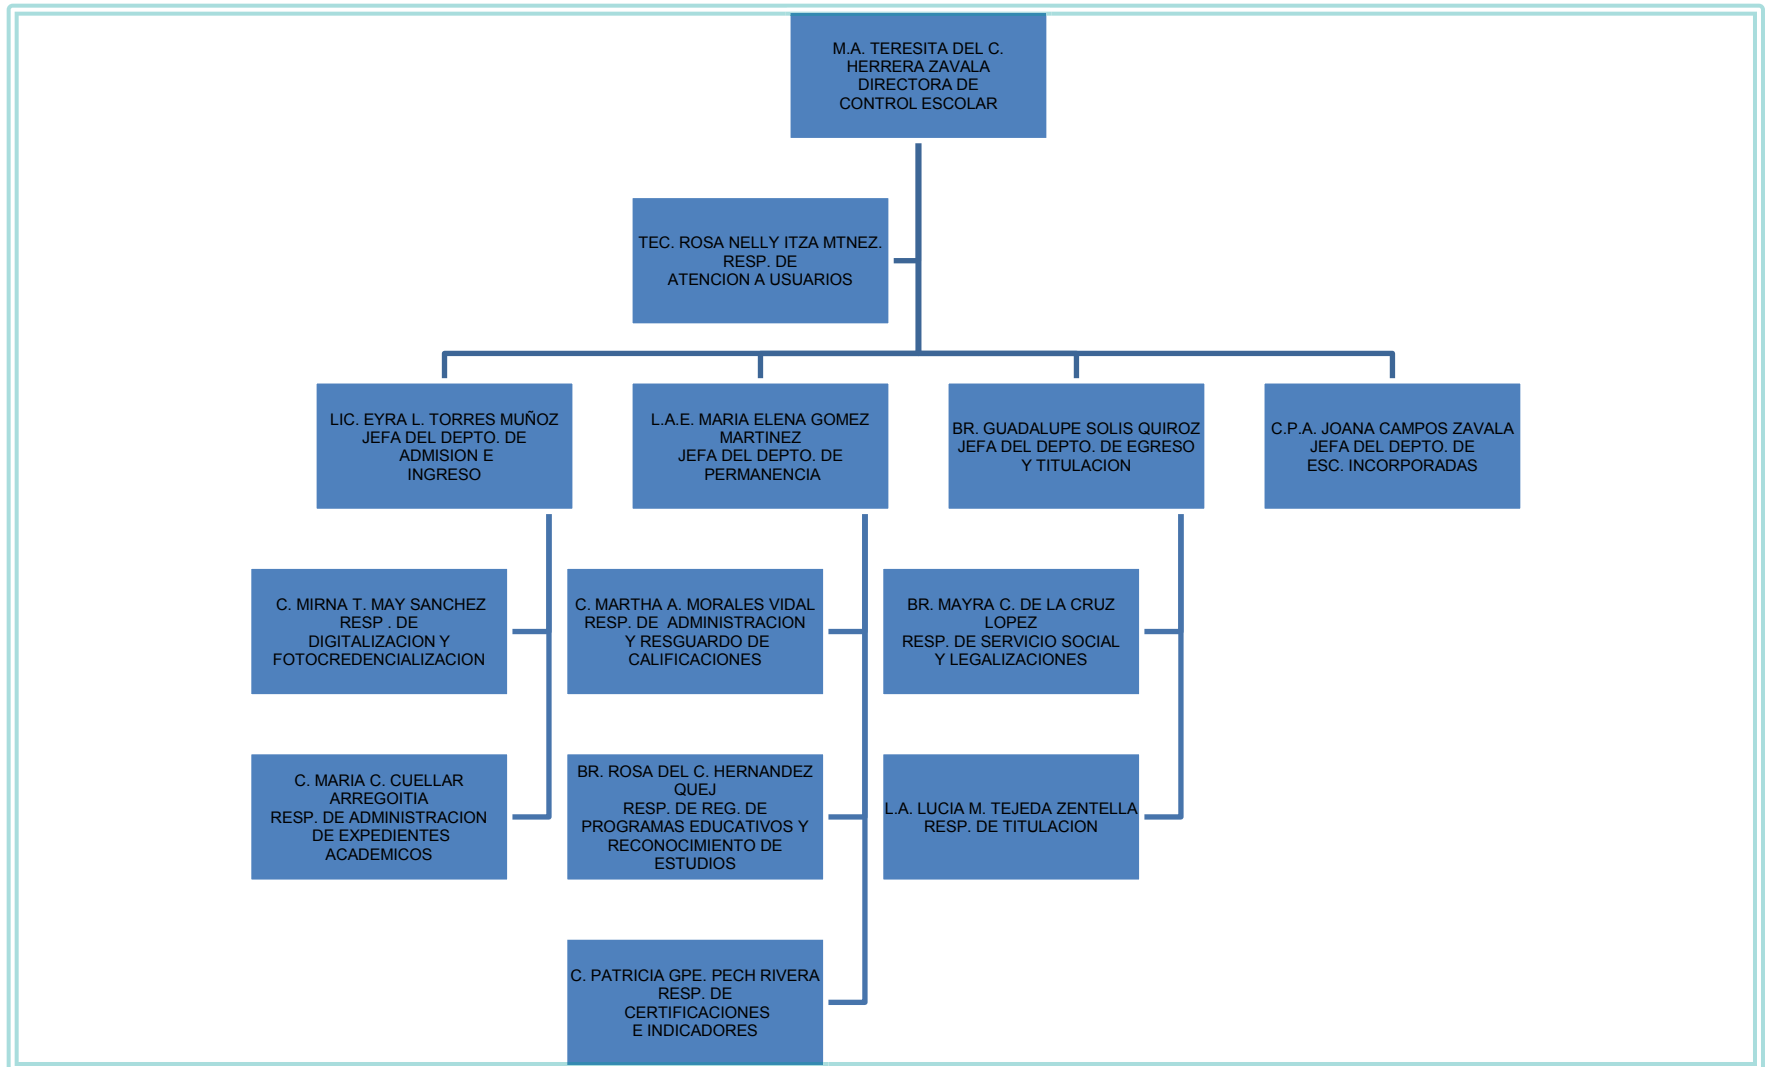 M.A. TERESITA DEL C.
HERRERA ZAVALA
DIRECTORA DE
CONTROL ESCOLAR
TEC. ROSA NELLY ITZA MTNEZ.
RESP. DE
ATENCION A USUARIOS
LIC. EYRA L. TORRES MUÑOZ
JEFA DEL DEPTO. DE
ADMISION E
INGRESO
L.A.E. MARIA ELENA GOMEZ
MARTINEZ
JEFA DEL DEPTO. DE
PERMANENCIA
BR. GUADALUPE SOLIS QUIROZ
JEFA DEL DEPTO. DE EGRESO
Y TITULACION
C.P.A. JOANA CAMPOS ZAVALA
JEFA DEL DEPTO. DE
ESC. INCORPORADAS
C. MIRNA T. MAY SANCHEZ
RESP . DE
DIGITALIZACION Y
FOTOCREDENCIALIZACION
C. MARTHA A. MORALES VIDAL
RESP. DE  ADMINISTRACION
Y RESGUARDO DE
CALIFICACIONES
BR. MAYRA C. DE LA CRUZ
LOPEZ
RESP. DE SERVICIO SOCIAL
Y LEGALIZACIONES
C. MARIA C. CUELLAR
ARREGOITIA
RESP. DE ADMINISTRACION
DE EXPEDIENTES
ACADEMICOS
BR. ROSA DEL C. HERNANDEZ
QUEJ
RESP. DE REG. DE
PROGRAMAS EDUCATIVOS Y
RECONOCIMIENTO DE
ESTUDIOS
L.A. LUCIA M. TEJEDA ZENTELLA
RESP. DE TITULACION
C. PATRICIA GPE. PECH RIVERA
RESP. DE
CERTIFICACIONES
E INDICADORES